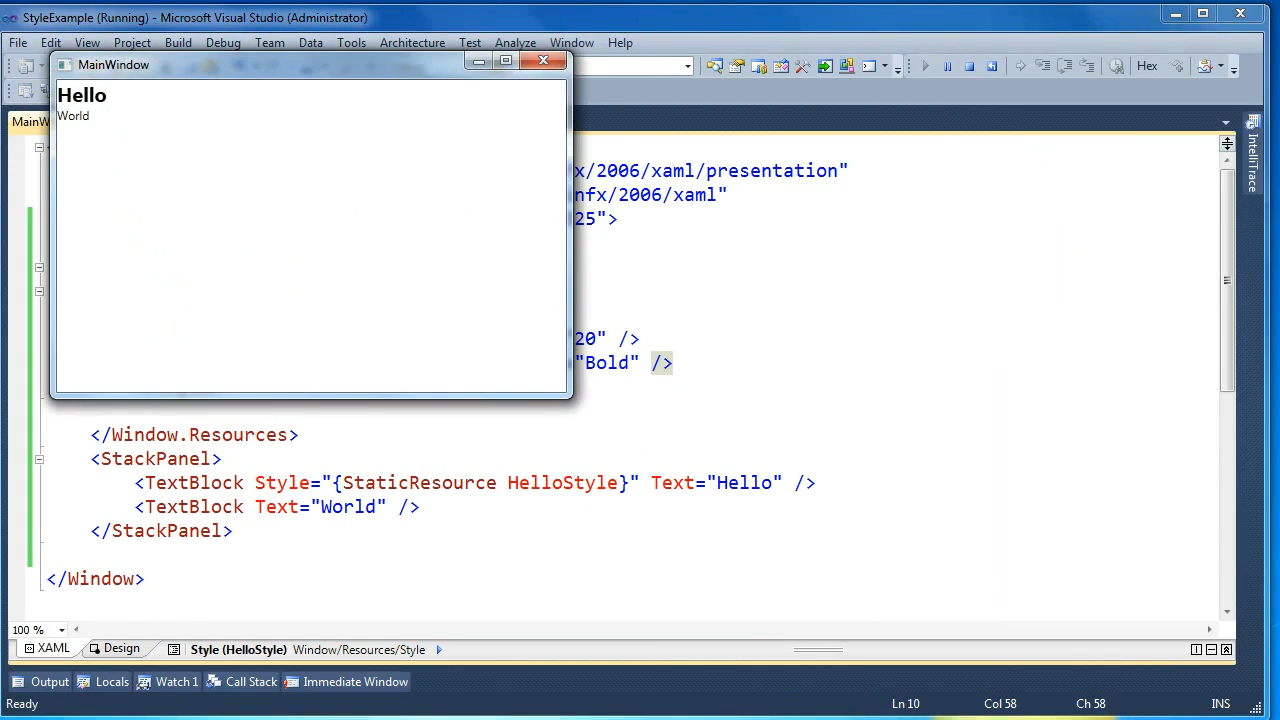 StyleExample (Running) - Microsoft Visual Studio (Administrator)
File Edit View Project Build Debug Team Data Tools Architecture Test Analyze Window Help
MainWindow
Hex
Hello
World
MainW
IntelliTrace
x/2006/xaml/presentation"
nfx/2006/xaml"
25">
20" />
"Bold" />
</Window.Resources>
<StackPanel>
<TextBlock Style="{StaticResource HelloStyle}" Text="Hello" />
<TextBlock Text="World" />
</StackPanel>
</Window>
100 %
XAML Design Style (HelloStyle) Window/Resources/Style
Output Locals Watch 1 Call Stack Immediate Window
Ready Ln 10 Col 58 Ch 58 INS